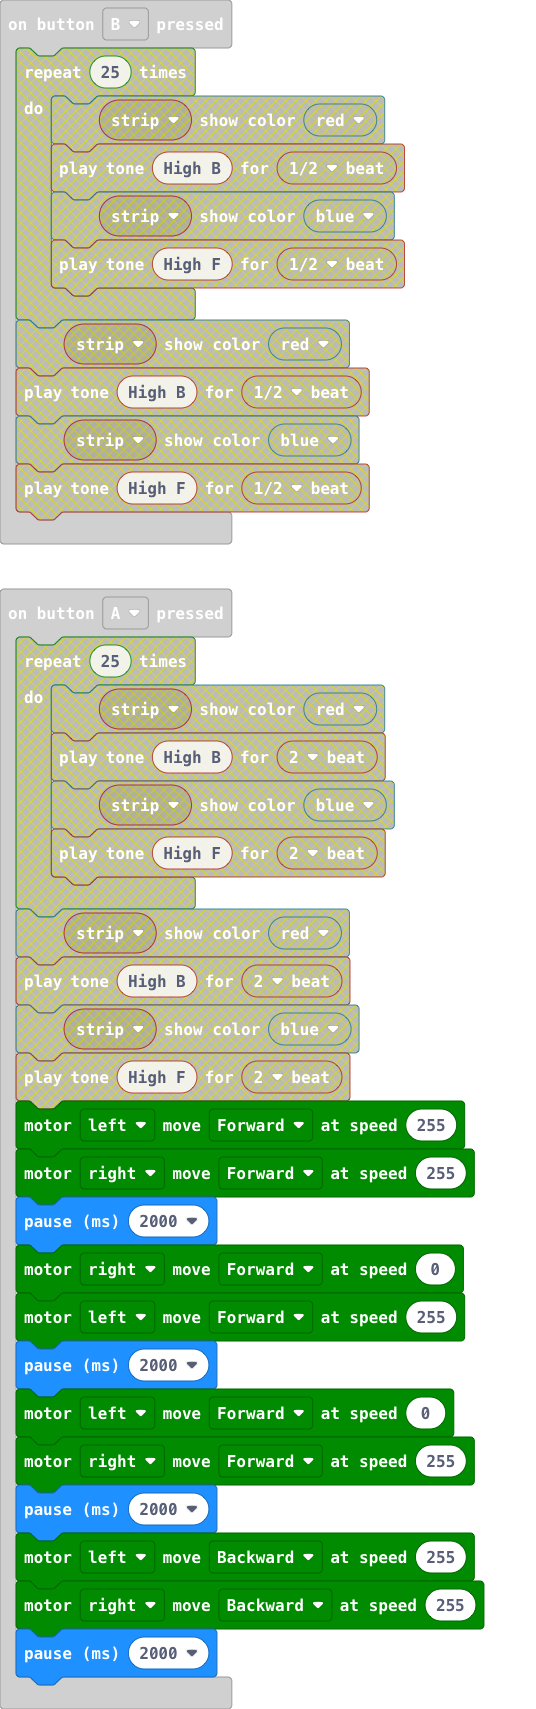 on button B pressed
repeat 25 times
do
strip show color red
play tone High B for 1/2 beat
strip show color blue
play tone High F for 1/2 beat
strip show color red
play tone High B for 1/2 beat
strip show color blue
play tone High F for 1/2 beat
on button A pressed
repeat 25 times
do
strip show color red
play tone High B for 2 beat
strip show color blue
play tone High F for 2 beat
strip show color red
play tone High B for 2 beat
strip show color blue
play tone High F for 2 beat
motor left move Forward at speed 255
motor right move Forward at speed 255
pause (ms) 2000
motor right move Forward at speed 0
motor left move Forward at speed 255
pause (ms) 2000
motor left move Forward at speed 0
motor right move Forward at speed 255
pause (ms) 2000
motor left move Backward at speed 255
motor right move Backward at speed 255
pause (ms) 2000